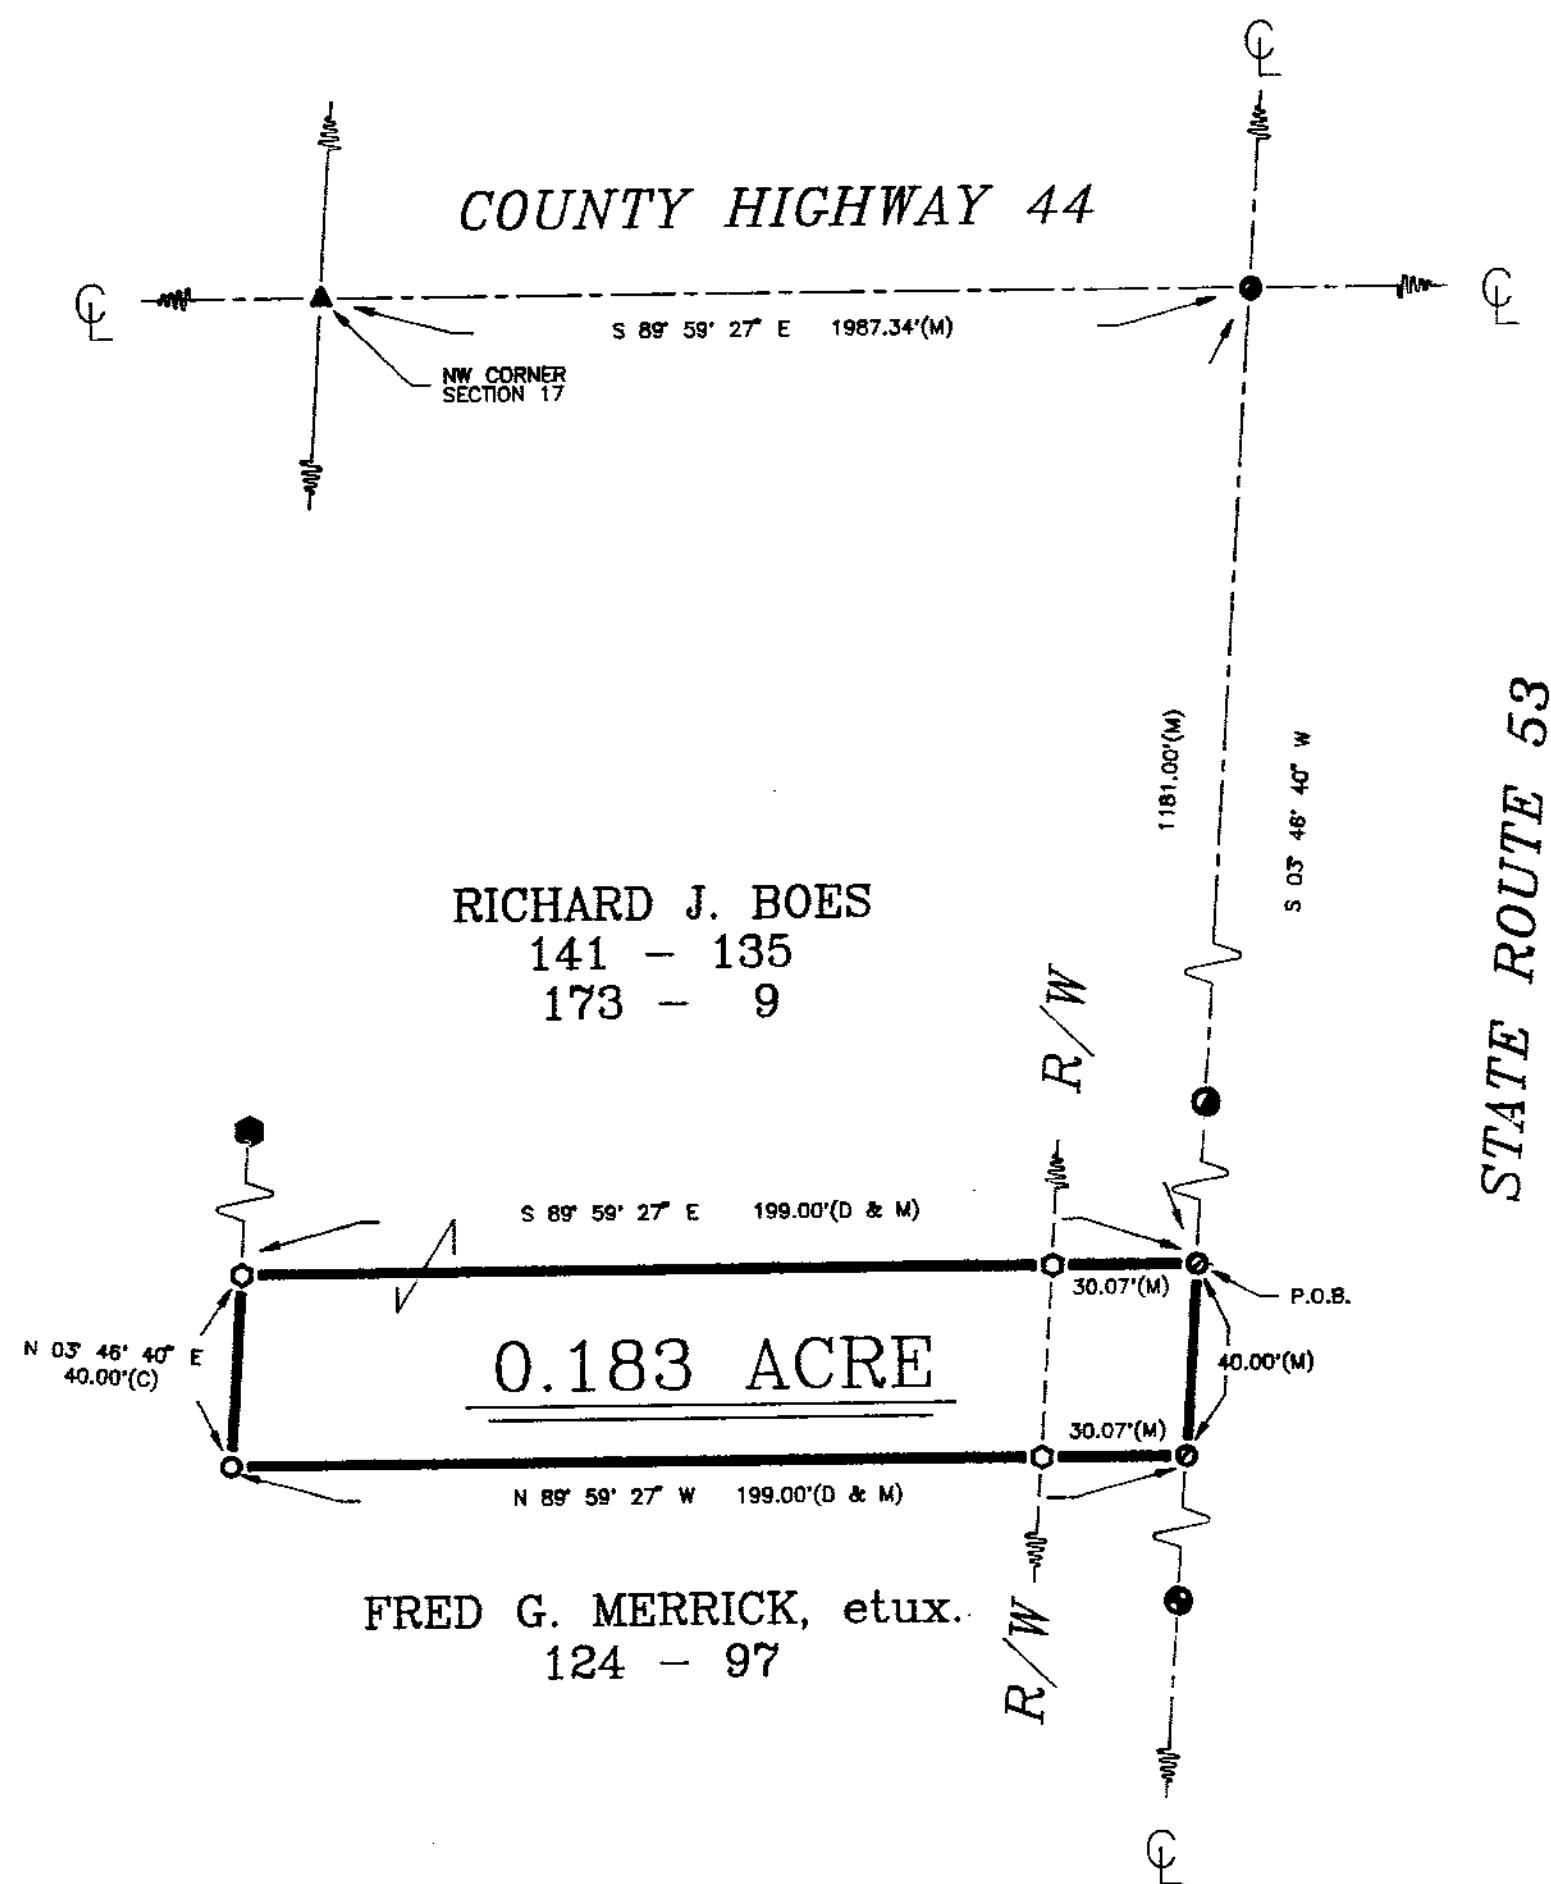 ℄
COUNTY HIGHWAY 44
℄
℄
S 89° 59' 27" E 1987.34'(M)
NW CORNER
SECTION 17
1181.00'(M)
S 03° 46' 40" W
STATE ROUTE 53
RICHARD J. BOES
141 - 135
173 - 9
R/W
S 89° 59' 27" E 199.00'(D & M)
30.07'(M)
P.O.B.
N 03° 46' 40" E
40.00'(C)
0.183 ACRE
40.00'(M)
30.07'(M)
N 89° 59' 27" W 199.00'(D & M)
FRED G. MERRICK, etux.
124 - 97
R/W
℄